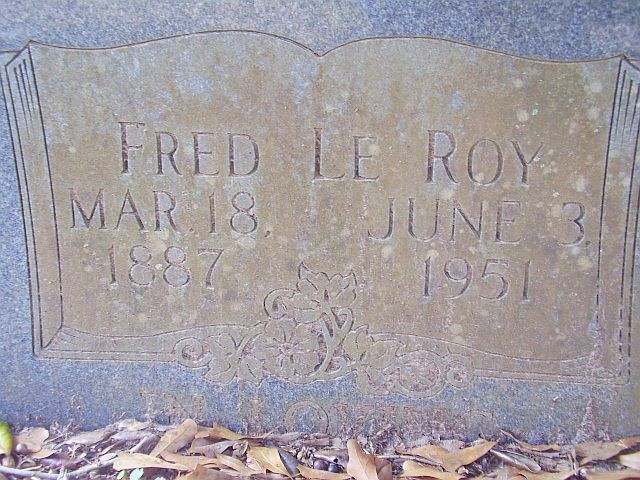 FRED LE ROY
MAR. 18, JUNE 3,
1887 1951